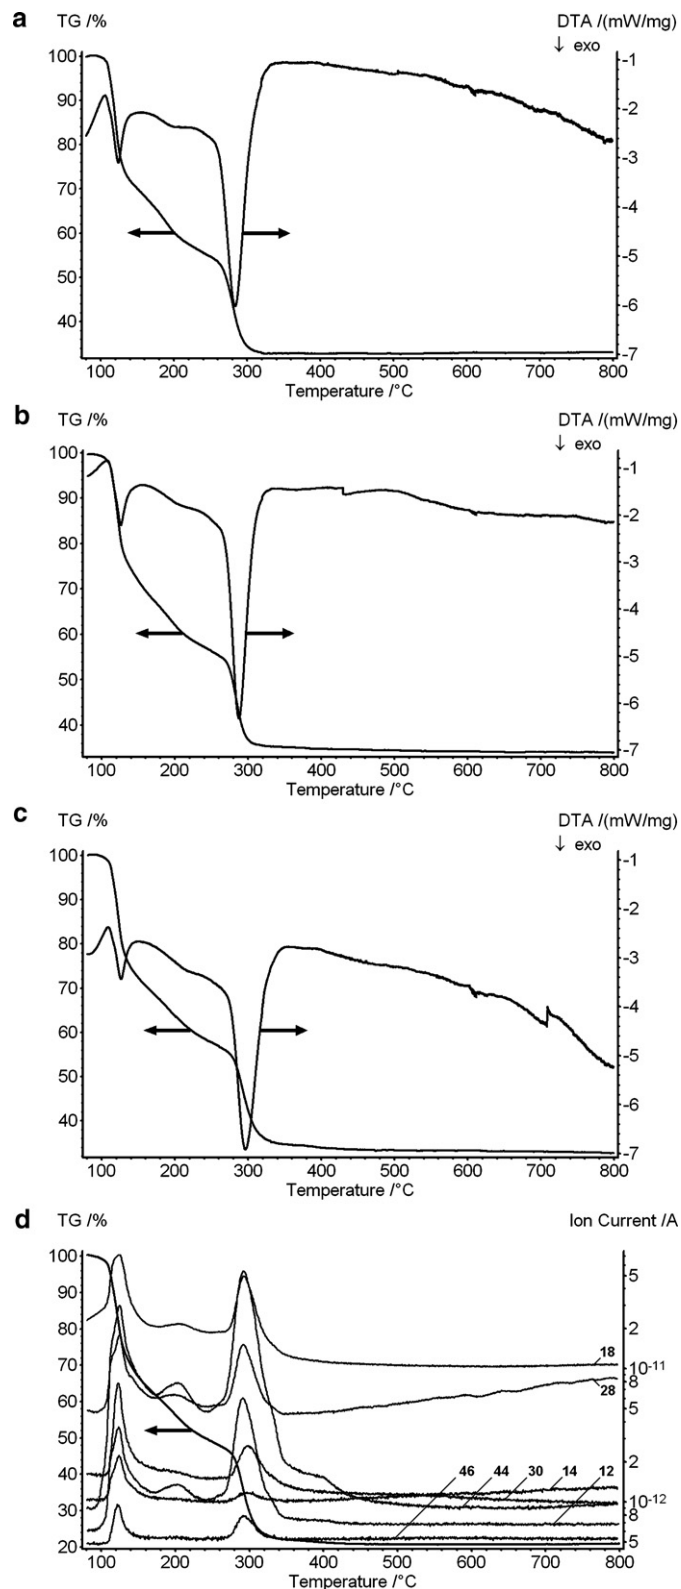 a TG /% DTA /(mW/mg)
↓ exo
100 -1
90 -2
80 -3
70 -4
60
50 -5
40 -6
-7
100 200 300 400 500 600 700 800
Temperature /°C
b TG /% DTA /(mW/mg)
↓ exo
100 -1
90 -2
80 -3
70 -4
60 -5
50 -6
40 -7
100 200 300 400 500 600 700 800
Temperature /°C
c TG /% DTA /(mW/mg)
↓ exo
100 -1
90 -2
80 -3
70 -4
60 -5
50 -6
40 -7
100 200 300 400 500 600 700 800
Temperature /°C
d TG /% Ion Current /A
100 5
90
80 2
70 18 10-11
60 28 8
50 5
40 2
30 46 44 30 14 12 10-12
20 8
5
100 200 300 400 500 600 700 800
Temperature /°C